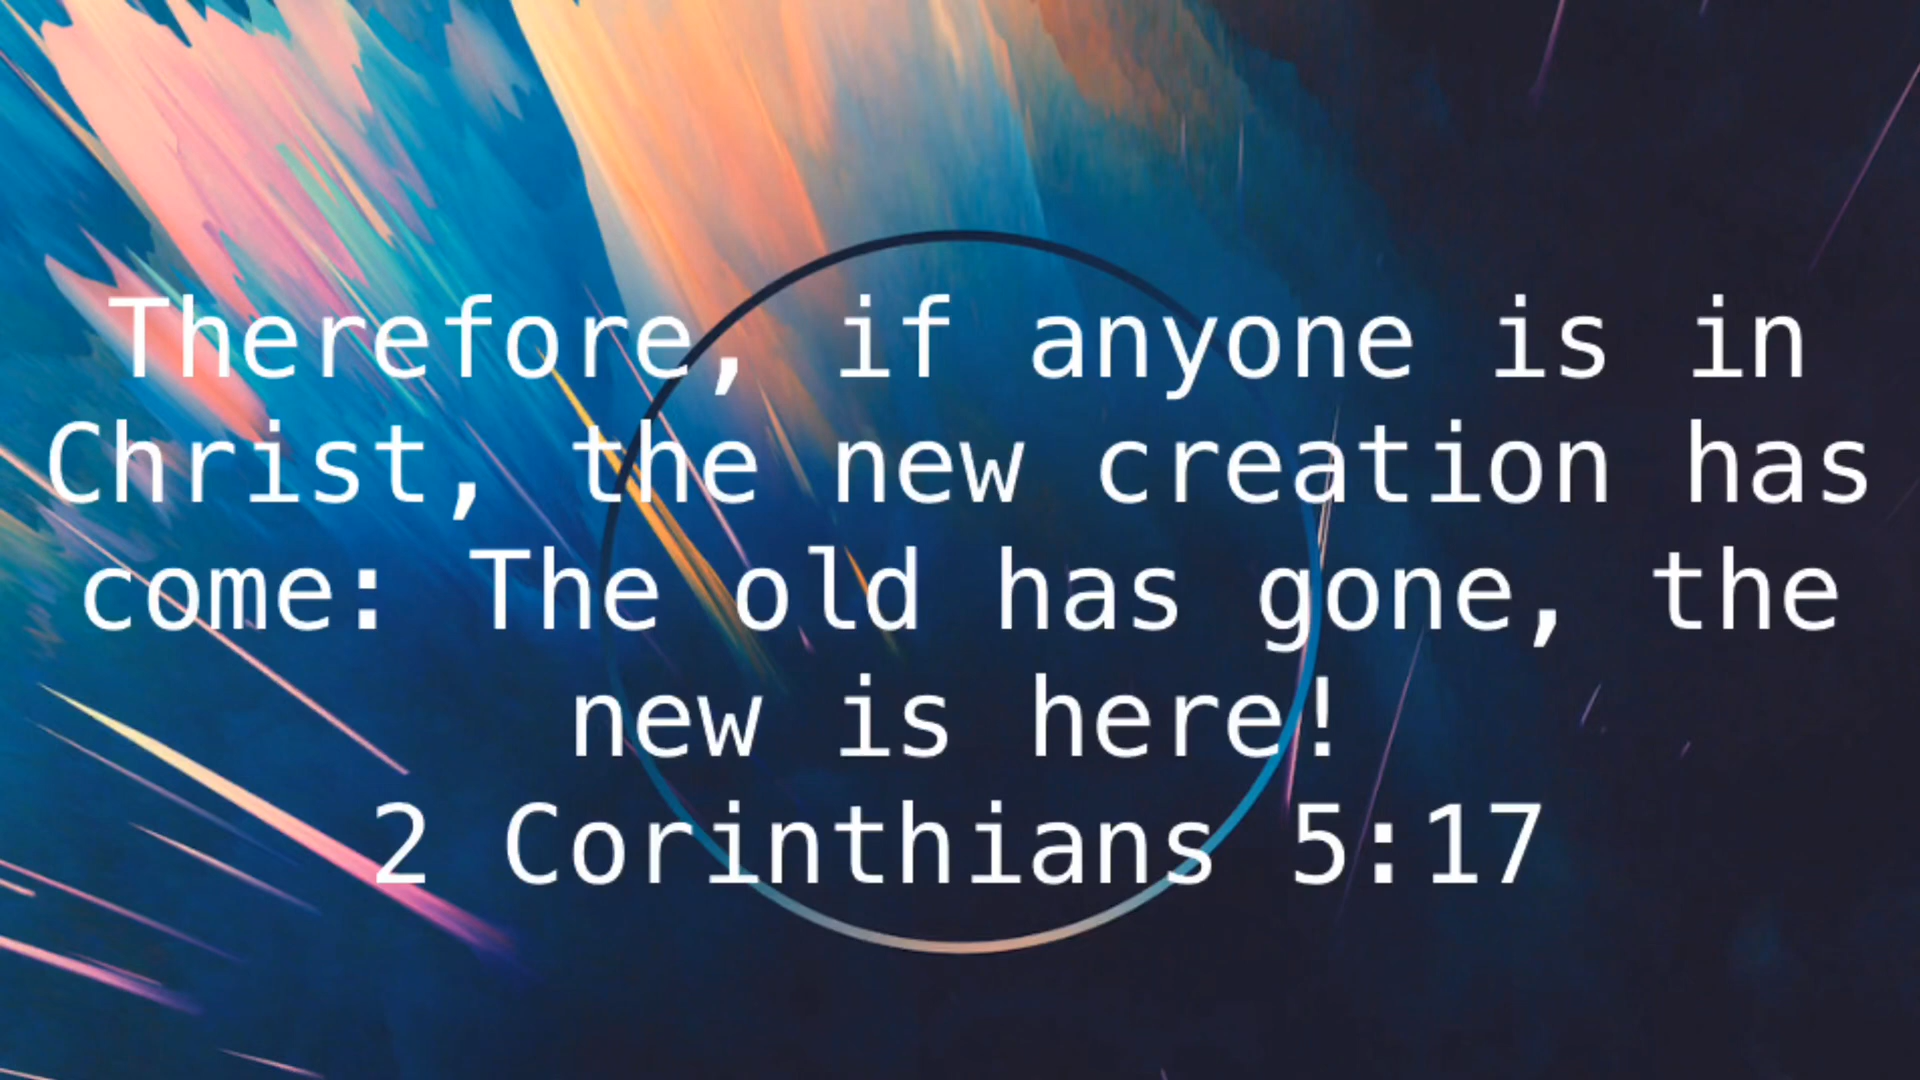 Therefore, if anyone is in
Christ, the new creation has
come: The old has gone, the
new is here!
2 Corinthians 5:17